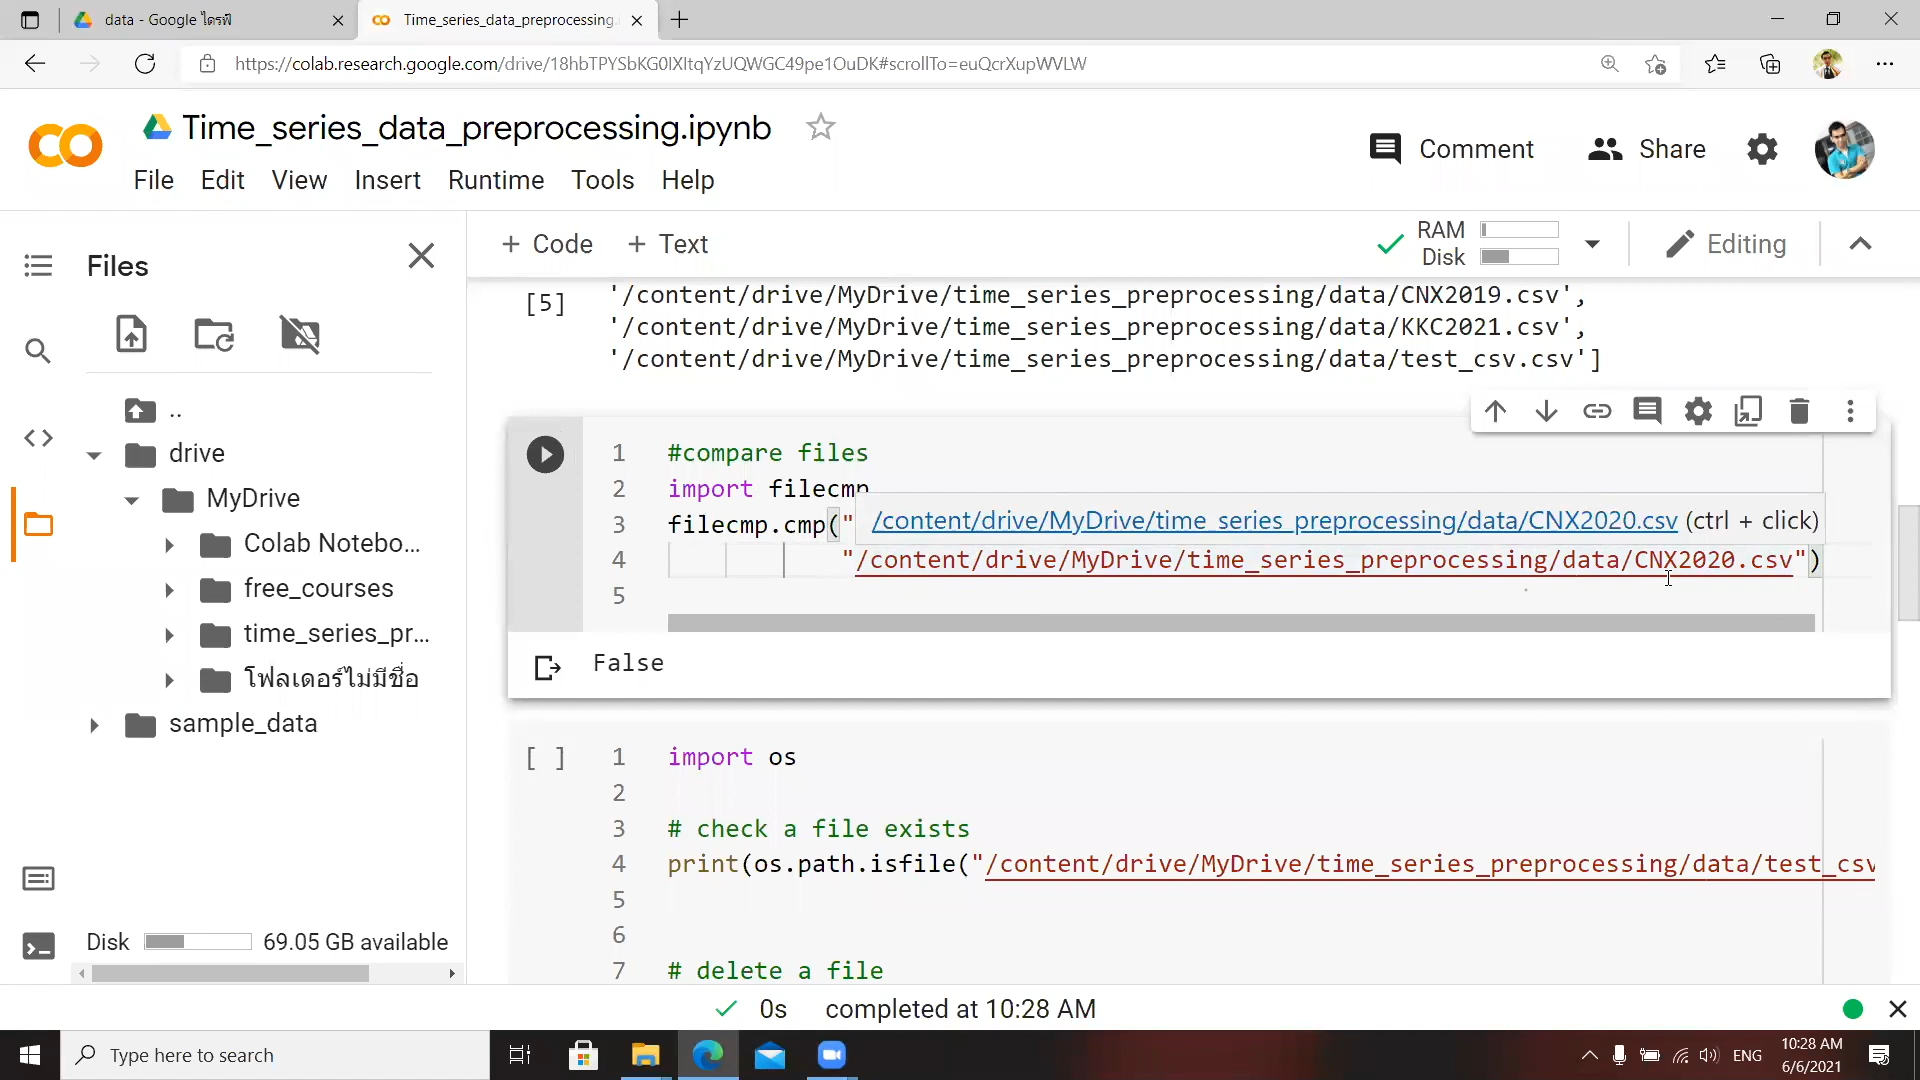 data - Google ไดรฟ์
Time_series_data_preprocessing.
https://colab.research.google.com/drive/18hbTPYSbKG0IXItqYzUQWGC49pe1OuDK#scrollTo=euQcrXupWVLW
Time_series_data_preprocessing.ipynb
Comment
Share
File Edit View Insert Runtime Tools Help
Files
+ Code + Text
RAM
Disk
Editing
[5]
'/content/drive/MyDrive/time_series_preprocessing/data/CNX2019.csv',
'/content/drive/MyDrive/time_series_preprocessing/data/KKC2021.csv',
'/content/drive/MyDrive/time_series_preprocessing/data/test_csv.csv']
..
drive
MyDrive
Colab Notebo...
free_courses
time_series_pr...
โฟลเดอร์ไม่มีชื่อ
sample_data
Disk 69.05 GB available
1 #compare files
2 import filecmp
3 filecmp.cmp("
/content/drive/MyDrive/time_series_preprocessing/data/CNX2020.csv (ctrl + click)
4 "/content/drive/MyDrive/time_series_preprocessing/data/CNX2020.csv")
5
False
[ ]
1 import os
2
3 # check a file exists
4 print(os.path.isfile("/content/drive/MyDrive/time_series_preprocessing/data/test_csv
5
6
7 # delete a file
0s completed at 10:28 AM
Type here to search
ENG
10:28 AM
6/6/2021